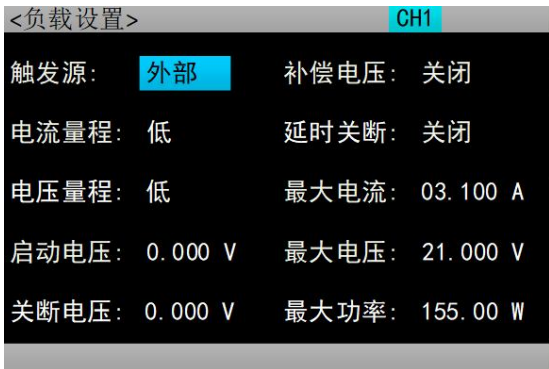 <负载设置> CH1
触发源: 外部 补偿电压: 关闭
电流量程: 低 延时关断: 关闭
电压量程: 低 最大电流: 03.100 A
启动电压: 0.000 V 最大电压: 21.000 V
关断电压: 0.000 V 最大功率: 155.00 W